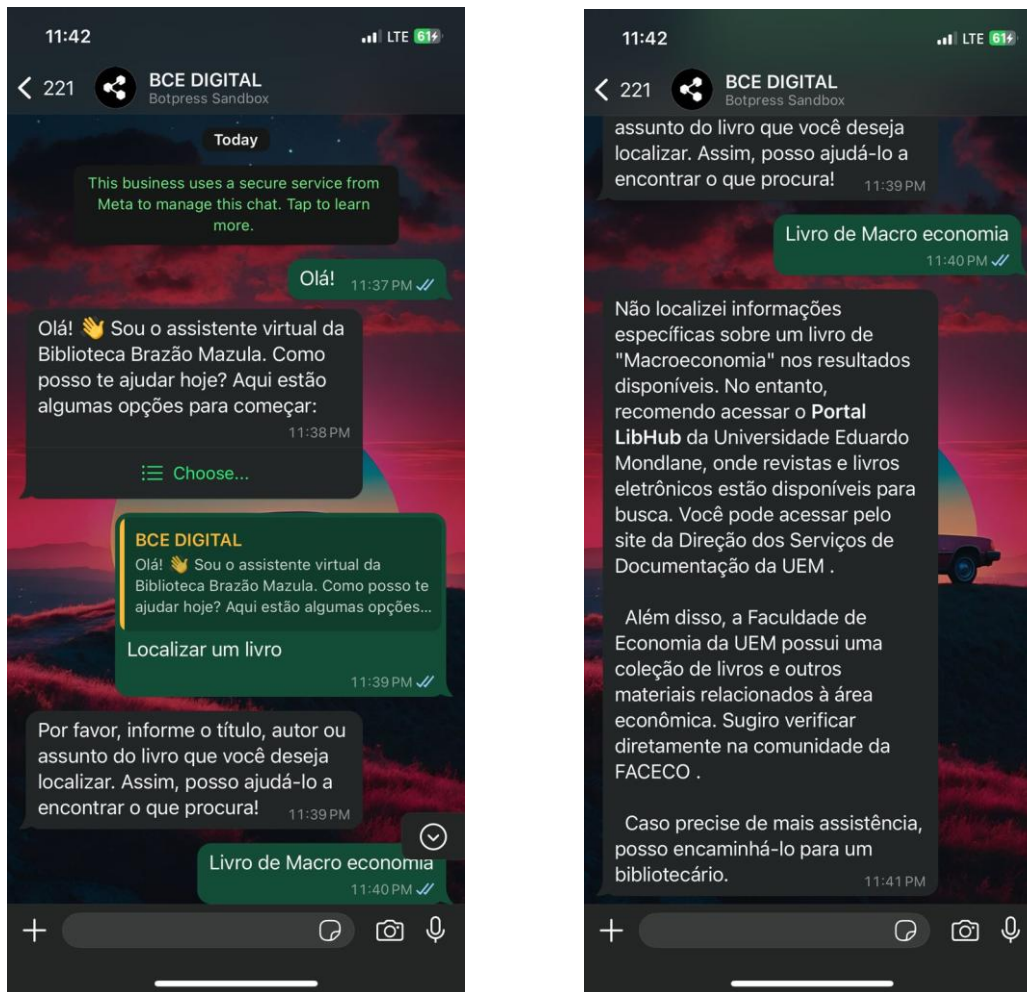 11:42
LTE 61
221
BCE DIGITAL
Botpress Sandbox
Today
This business uses a secure service from
Meta to manage this chat. Tap to learn
more.
Olá! 11:37 PM
Olá! 👋 Sou o assistente virtual da
Biblioteca Brazão Mazula. Como
posso te ajudar hoje? Aqui estão
algumas opções para começar:
11:38 PM
Choose...
BCE DIGITAL
Olá! 👋 Sou o assistente virtual da
Biblioteca Brazão Mazula. Como posso te
ajudar hoje? Aqui estão algumas opções...
Localizar um livro
11:39 PM
Por favor, informe o título, autor ou
assunto do livro que você deseja
localizar. Assim, posso ajudá-lo a
encontrar o que procura! 11:39 PM
Livro de Macro economia
11:40 PM
11:42
LTE 61
221
BCE DIGITAL
Botpress Sandbox
assunto do livro que você deseja
localizar. Assim, posso ajudá-lo a
encontrar o que procura! 11:39 PM
Livro de Macro economia
11:40 PM
Não localizei informações
específicas sobre um livro de
"Macroeconomia" nos resultados
disponíveis. No entanto,
recomendo acessar o Portal
LibHub da Universidade Eduardo
Mondlane, onde revistas e livros
eletrônicos estão disponíveis para
busca. Você pode acessar pelo
site da Direção dos Serviços de
Documentação da UEM .
Além disso, a Faculdade de
Economia da UEM possui uma
coleção de livros e outros
materiais relacionados à área
econômica. Sugiro verificar
diretamente na comunidade da
FACECO .
Caso precise de mais assistência,
posso encaminhá-lo para um
bibliotecário. 11:41 PM